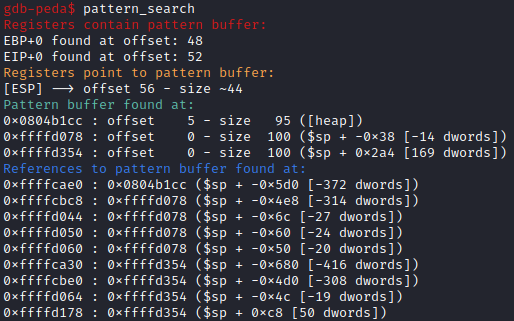 gdb-peda$ pattern_search
Registers contain pattern buffer:
EBP+0 found at offset: 48
EIP+0 found at offset: 52
Registers point to pattern buffer:
[ESP] --> offset 56 - size ~44
Pattern buffer found at:
0x0804b1cc : offset    5 - size   95 ([heap])
0xffffd078 : offset    0 - size  100 ($sp + -0x38 [-14 dwords])
0xffffd354 : offset    0 - size  100 ($sp + 0x2a4 [169 dwords])
References to pattern buffer found at:
0xffffcae0 : 0x0804b1cc ($sp + -0x5d0 [-372 dwords])
0xffffcbc8 : 0xffffd078 ($sp + -0x4e8 [-314 dwords])
0xffffd044 : 0xffffd078 ($sp + -0x6c [-27 dwords])
0xffffd050 : 0xffffd078 ($sp + -0x60 [-24 dwords])
0xffffd060 : 0xffffd078 ($sp + -0x50 [-20 dwords])
0xffffca30 : 0xffffd354 ($sp + -0x680 [-416 dwords])
0xffffcbe0 : 0xffffd354 ($sp + -0x4d0 [-308 dwords])
0xffffd064 : 0xffffd354 ($sp + -0x4c [-19 dwords])
0xffffd178 : 0xffffd354 ($sp + 0xc8 [50 dwords])